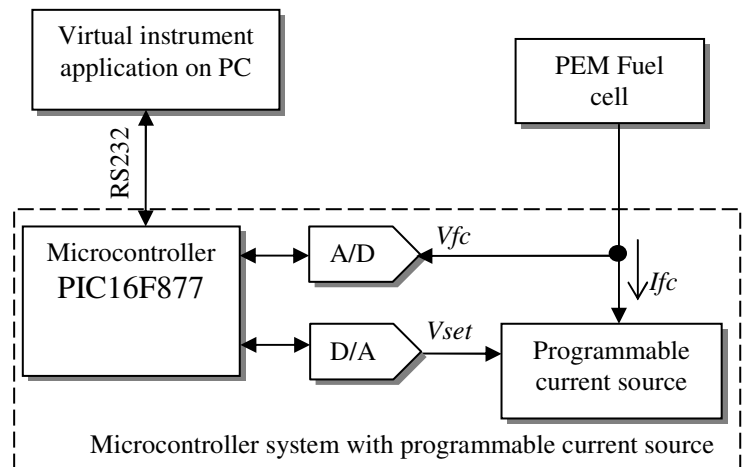 Virtual instrument
application on PC
PEM Fuel
cell
RS232
Microcontroller
PIC16F877
A/D
Vfc
Ifc
D/A
Vset
Programmable
current source
Microcontroller system with programmable current source